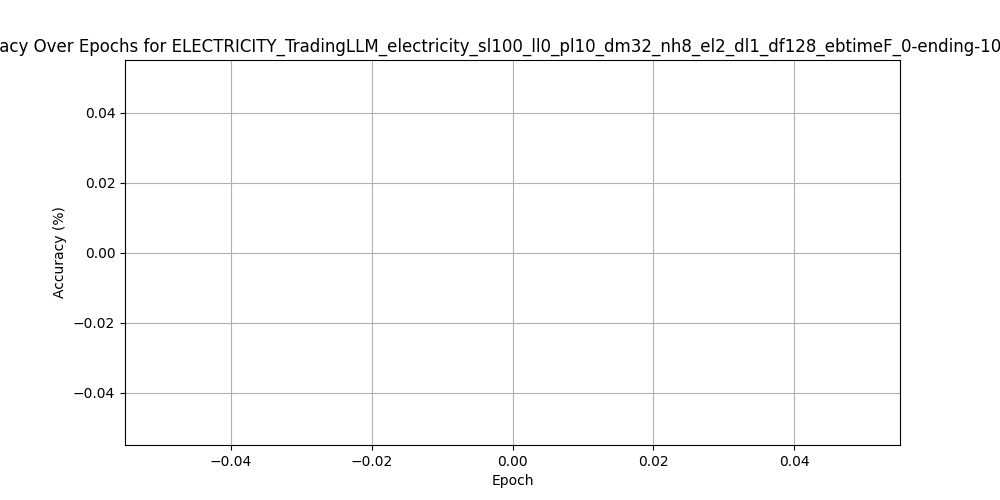 acy Over Epochs for ELECTRICITY_TradingLLM_electricity_sl100_ll0_pl10_dm32_nh8_el2_dl1_df128_ebtimeF_0-ending-10
0.04
0.02
0.00
−0.02
−0.04
Accuracy (%)
−0.04 −0.02 0.00 0.02 0.04
Epoch